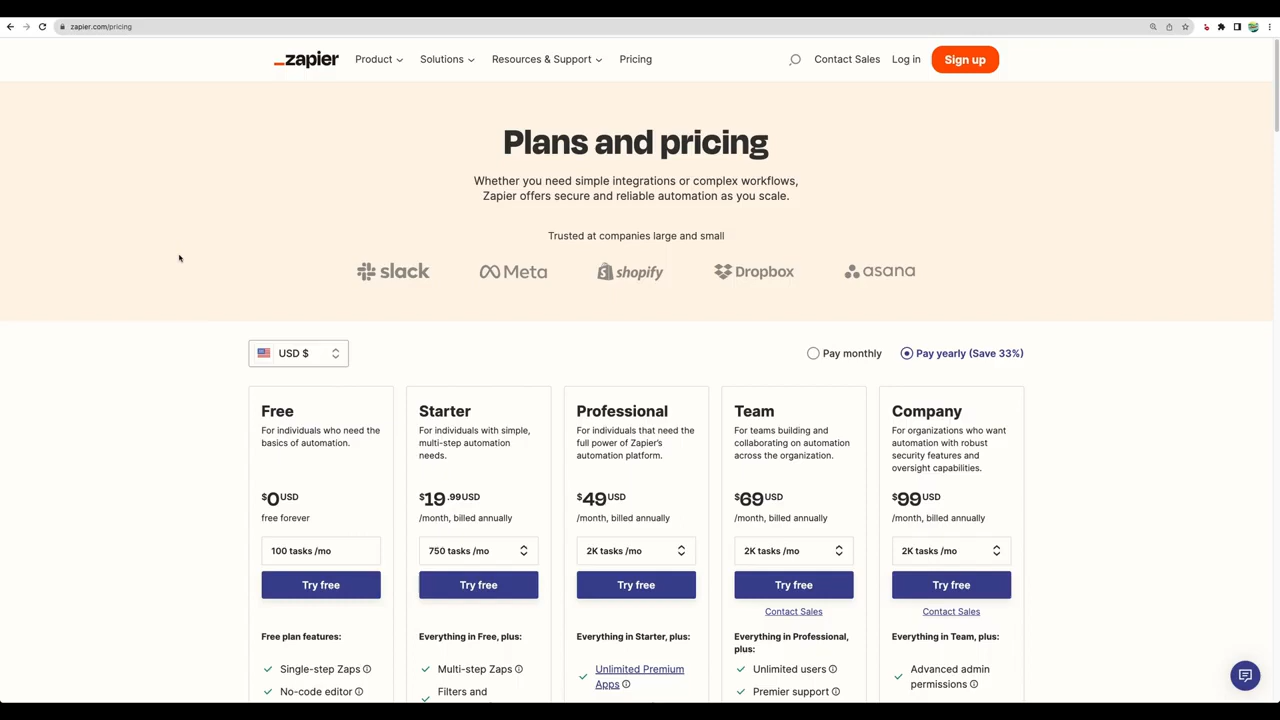 zapier.com/pricing
zapier
Product
Solutions
Resources & Support
Pricing
Contact Sales
Log in
Sign up
Plans and pricing
Whether you need simple integrations or complex workflows,
Zapier offers secure and reliable automation as you scale.
Trusted at companies large and small
slack
Meta
shopify
Dropbox
asana
USD $
Pay monthly
Pay yearly (Save 33%)
Free
For individuals who need the
basics of automation.
$0USD
free forever
100 tasks /mo
Try free
Free plan features:
Single-step Zaps
No-code editor
Starter
For individuals with simple,
multi-step automation
needs.
$19.99USD
/month, billed annually
750 tasks /mo
Try free
Everything in Free, plus:
Multi-step Zaps
Filters and
Professional
For individuals that need the
full power of Zapier's
automation platform.
$49USD
/month, billed annually
2K tasks /mo
Try free
Everything in Starter, plus:
Unlimited Premium
Apps
Team
For teams building and
collaborating on automation
across the organization.
$69USD
/month, billed annually
2K tasks /mo
Try free
Contact Sales
Everything in Professional,
plus:
Unlimited users
Premier support
Company
For organizations who want
automation with robust
security features and
oversight capabilities.
$99USD
/month, billed annually
2K tasks /mo
Try free
Contact Sales
Everything in Team, plus:
Advanced admin
permissions